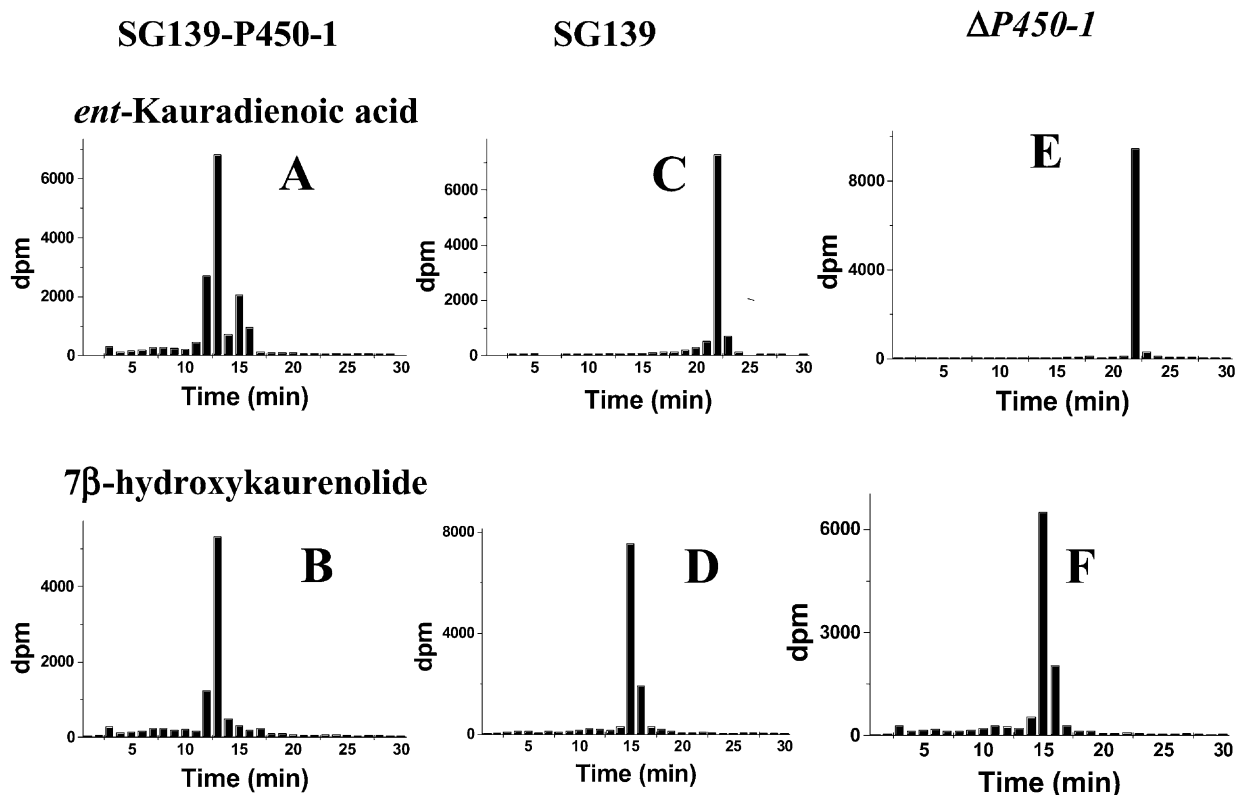 SG139-P450-1
SG139
ΔP450-1
ent-Kauradienoic acid
A
6000
4000
2000
0
dpm
5 10 15 20 25 30
Time (min)
C
6000
4000
2000
0
dpm
5 10 15 20 25 30
Time (min)
E
8000
4000
0
dpm
5 10 15 20 25 30
Time (min)
7β-hydroxykaurenolide
B
4000
2000
0
dpm
5 10 15 20 25 30
Time (min)
D
8000
4000
0
dpm
5 10 15 20 25 30
Time (min)
F
6000
3000
0
dpm
5 10 15 20 25 30
Time (min)